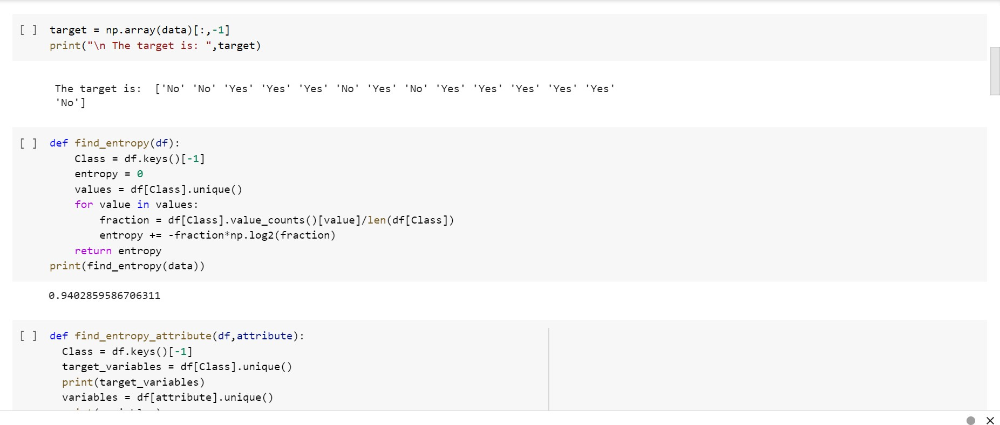 [ ] target = np.array(data)[:,-1]
print("\n The target is: ",target)
The target is:  ['No' 'No' 'Yes' 'Yes' 'Yes' 'No' 'Yes' 'No' 'Yes' 'Yes' 'Yes' 'Yes' 'Yes'
'No']
[ ] def find_entropy(df):
    Class = df.keys()[-1]
    entropy = 0
    values = df[Class].unique()
    for value in values:
        fraction = df[Class].value_counts()[value]/len(df[Class])
        entropy += -fraction*np.log2(fraction)
    return entropy
print(find_entropy(data))
0.9402859586706311
[ ] def find_entropy_attribute(df,attribute):
  Class = df.keys()[-1]
  target_variables = df[Class].unique()
  print(target_variables)
  variables = df[attribute].unique()